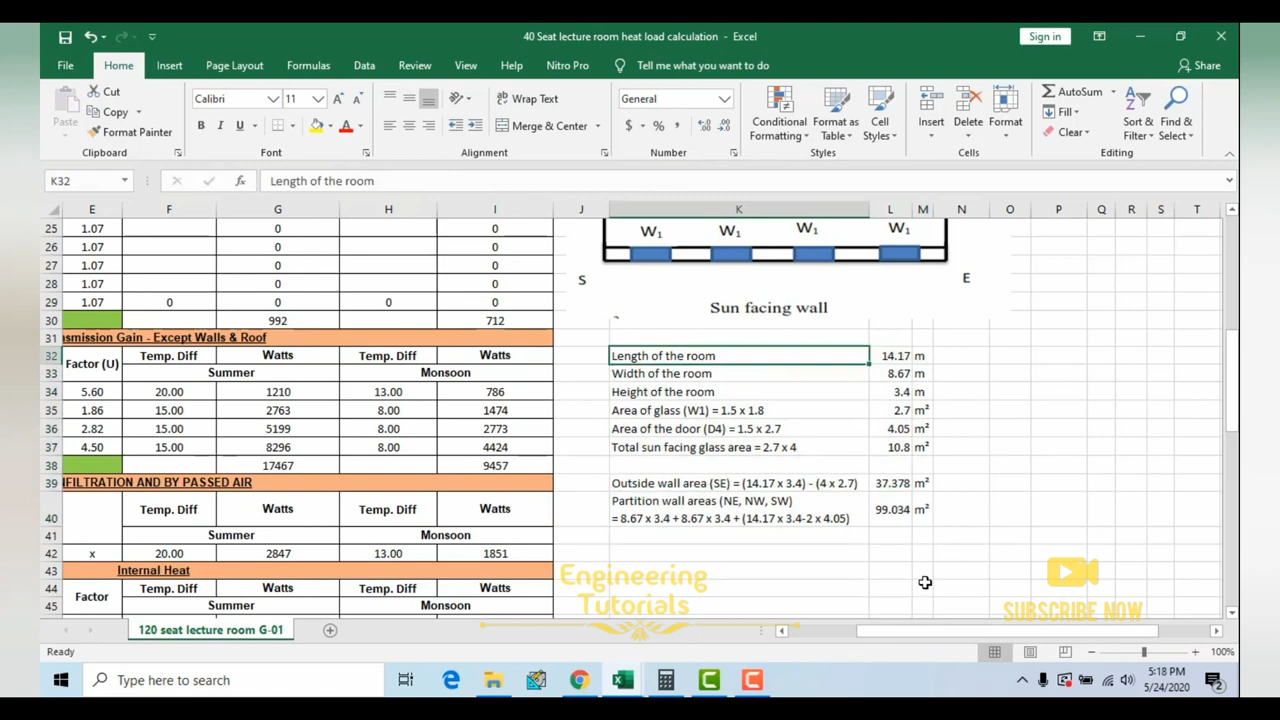 40 Seat lecture room heat load calculation - Excel
Sign in
File Home Insert Page Layout Formulas Data Review View Help Nitro Pro Tell me what you want to do Share
Paste Cut Copy Format Painter Clipboard
Calibri 11 Font
Wrap Text Merge & Center Alignment
General Number
Conditional Formatting Format as Table Cell Styles Styles
Insert Delete Format Cells
AutoSum Fill Clear Sort & Filter Find & Select Editing
K32 Length of the room
E F G H I J K L M N O P Q R S T
25 1.07 0 0 W1 W1 W1 W1
26 1.07 0 0
27 1.07 0 0
28 1.07 0 0 S E
29 1.07 0 0 0 0 Sun facing wall
30 992 712
31 nsmission Gain - Except Walls & Roof
32 Factor (U) Temp. Diff Watts Temp. Diff Watts Length of the room 14.17 m
33 Summer Monsoon Width of the room 8.67 m
34 5.60 20.00 1210 13.00 786 Height of the room 3.4 m
35 1.86 15.00 2763 8.00 1474 Area of glass (W1) = 1.5 x 1.8 2.7 m²
36 2.82 15.00 5199 8.00 2773 Area of the door (D4) = 1.5 x 2.7 4.05 m²
37 4.50 15.00 8296 8.00 4424 Total sun facing glass area = 2.7 x 4 10.8 m²
38 17467 9457
39 NFILTRATION AND BY PASSED AIR Outside wall area (SE) = (14.17 x 3.4) - (4 x 2.7) 37.378 m²
40 Temp. Diff Watts Temp. Diff Watts Partition wall areas (NE, NW, SW) 99.034 m²
= 8.67 x 3.4 + 8.67 x 3.4 + (14.17 x 3.4-2 x 4.05)
41 Summer Monsoon
42 x 20.00 2847 13.00 1851
43 Internal Heat
44 Factor Temp. Diff Watts Temp. Diff Watts
45 Summer Monsoon
Engineering
Tutorials
SUBSCRIBE NOW
120 seat lecture room G-01
Ready 100%
Type here to search
5:18 PM
5/24/2020
2